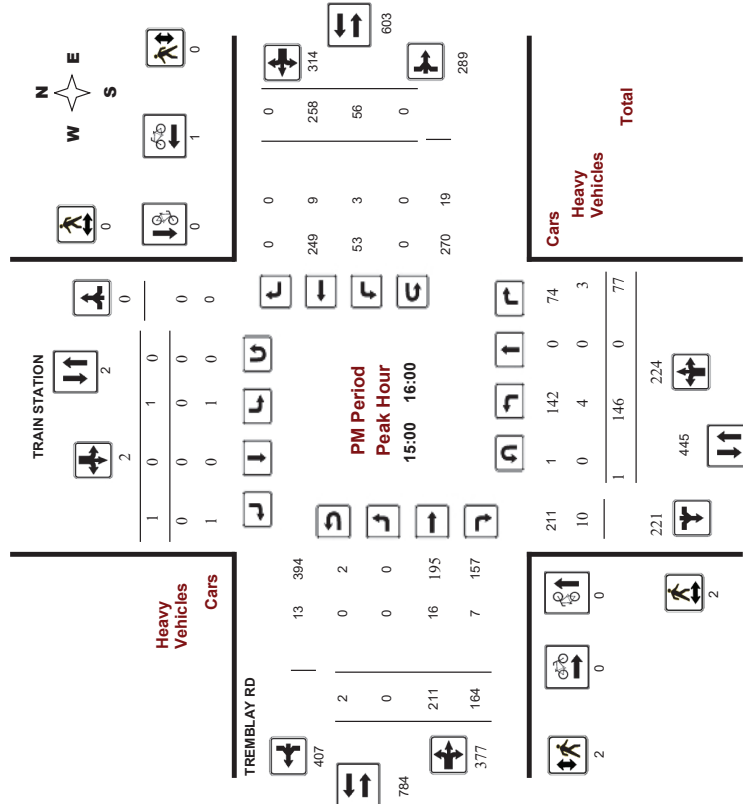 TRAIN STATION
N
W E
S
2
2
0
0
0
0
1
1 0 1 0
0 0 0 0 0
1 0 1 0 0
Heavy
Vehicles
Cars
TREMBLAY RD
407
784
377
13 394
2 0 2
0 0 0
211 16 195
164 7 157
PM Period
Peak Hour
15:00 16:00
0 0 0
249 9 258
53 3 56
0 0 0
270 19
314
603
289
Cars
Heavy
Vehicles
Total
211 1 142 0 74
10 0 4 0 3
1 146 0 77
221
445
224
2
0
0
2